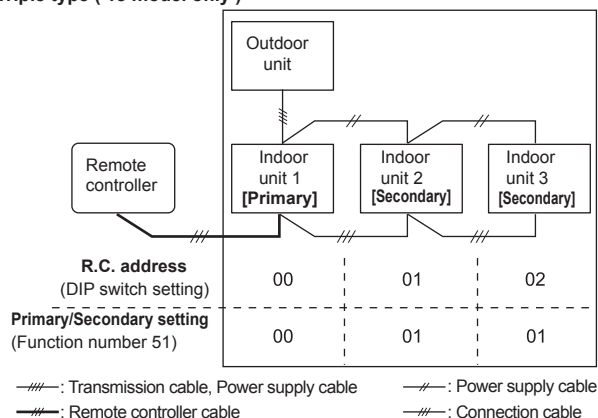 Outdoor
unit
Remote
controller
Indoor
unit 1
[Primary]
Indoor
unit 2
[Secondary]
Indoor
unit 3
[Secondary]
R.C. address
(DIP switch setting)
00
01
02
Primary/Secondary setting
(Function number 51)
00
01
01
: Transmission cable, Power supply cable
: Power supply cable
: Remote controller cable
: Connection cable